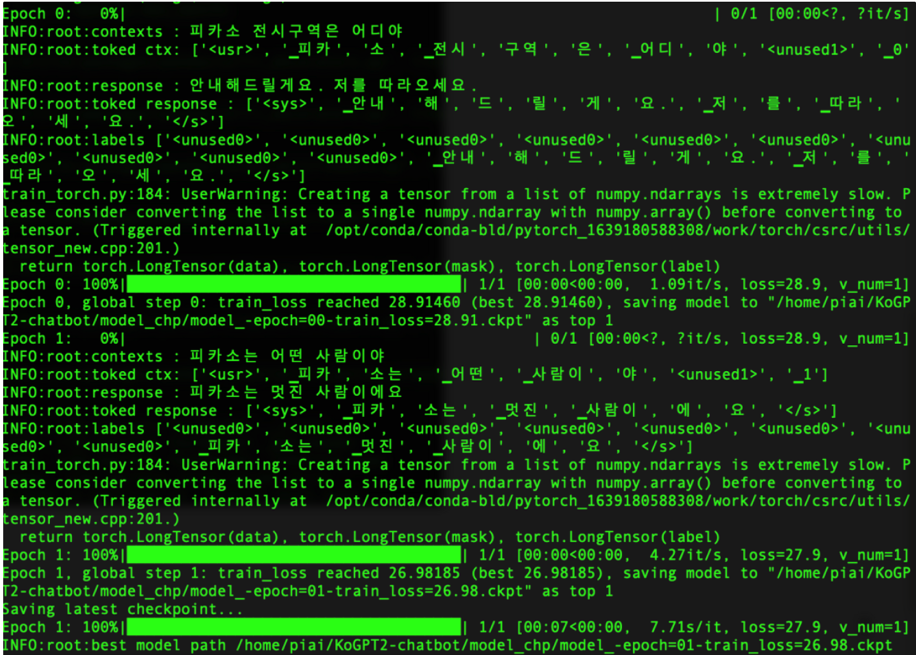 Epoch 0:   0%|                                                                    | 0/1 [00:00<?, ?it/s]
INFO:root:contexts : 피카소 전시구역은 어디야
INFO:root:toked ctx: ['<usr>', '▁피카', '소', '▁전시', '구역', '은', '▁어디', '야', '<unused1>', '▁0'
]
INFO:root:response : 안내해드릴게요. 저를 따라오세요.
INFO:root:toked response : ['<sys>', '▁안내', '해', '드', '릴', '게', '요.', '▁저', '를', '▁따라', '
오', '세', '요.', '</s>']
INFO:root:labels ['<unused0>', '<unused0>', '<unused0>', '<unused0>', '<unused0>', '<unused0>', '<unu
sed0>', '<unused0>', '<unused0>', '<unused0>', '▁안내', '해', '드', '릴', '게', '요.', '▁저', '를', '
▁따라', '오', '세', '요.', '</s>']
train_torch.py:184: UserWarning: Creating a tensor from a list of numpy.ndarrays is extremely slow. P
lease consider converting the list to a single numpy.ndarray with numpy.array() before converting to
a tensor. (Triggered internally at  /opt/conda/conda-bld/pytorch_1639180588308/work/torch/csrc/utils/
tensor_new.cpp:201.)
  return torch.LongTensor(data), torch.LongTensor(mask), torch.LongTensor(label)
Epoch 0: 100%|                                        | 1/1 [00:00<00:00,  1.09it/s, loss=28.9, v_num=1]
Epoch 0, global step 0: train_loss reached 28.91460 (best 28.91460), saving model to "/home/piai/KoGP
T2-chatbot/model_chp/model_-epoch=00-train_loss=28.91.ckpt" as top 1
Epoch 1:   0%|                                                | 0/1 [00:00<?, ?it/s, loss=28.9, v_num=1]
INFO:root:contexts : 피카소는 어떤 사람이야
INFO:root:toked ctx: ['<usr>', '▁피카', '소는', '▁어떤', '▁사람이', '야', '<unused1>', '▁1']
INFO:root:response : 피카소는 멋진 사람이에요
INFO:root:toked response : ['<sys>', '▁피카', '소는', '▁멋진', '▁사람이', '에', '요', '</s>']
INFO:root:labels ['<unused0>', '<unused0>', '<unused0>', '<unused0>', '<unused0>', '<unused0>', '<unu
sed0>', '<unused0>', '▁피카', '소는', '▁멋진', '▁사람이', '에', '요', '</s>']
train_torch.py:184: UserWarning: Creating a tensor from a list of numpy.ndarrays is extremely slow. P
lease consider converting the list to a single numpy.ndarray with numpy.array() before converting to
a tensor. (Triggered internally at  /opt/conda/conda-bld/pytorch_1639180588308/work/torch/csrc/utils/
tensor_new.cpp:201.)
  return torch.LongTensor(data), torch.LongTensor(mask), torch.LongTensor(label)
Epoch 1: 100%|                                        | 1/1 [00:00<00:00,  4.27it/s, loss=27.9, v_num=1]
Epoch 1, global step 1: train_loss reached 26.98185 (best 26.98185), saving model to "/home/piai/KoGP
T2-chatbot/model_chp/model_-epoch=01-train_loss=26.98.ckpt" as top 1
Saving latest checkpoint...
Epoch 1: 100%|                                        | 1/1 [00:07<00:00,  7.71s/it, loss=27.9, v_num=1]
INFO:root:best model path /home/piai/KoGPT2-chatbot/model_chp/model_-epoch=01-train_loss=26.98.ckpt